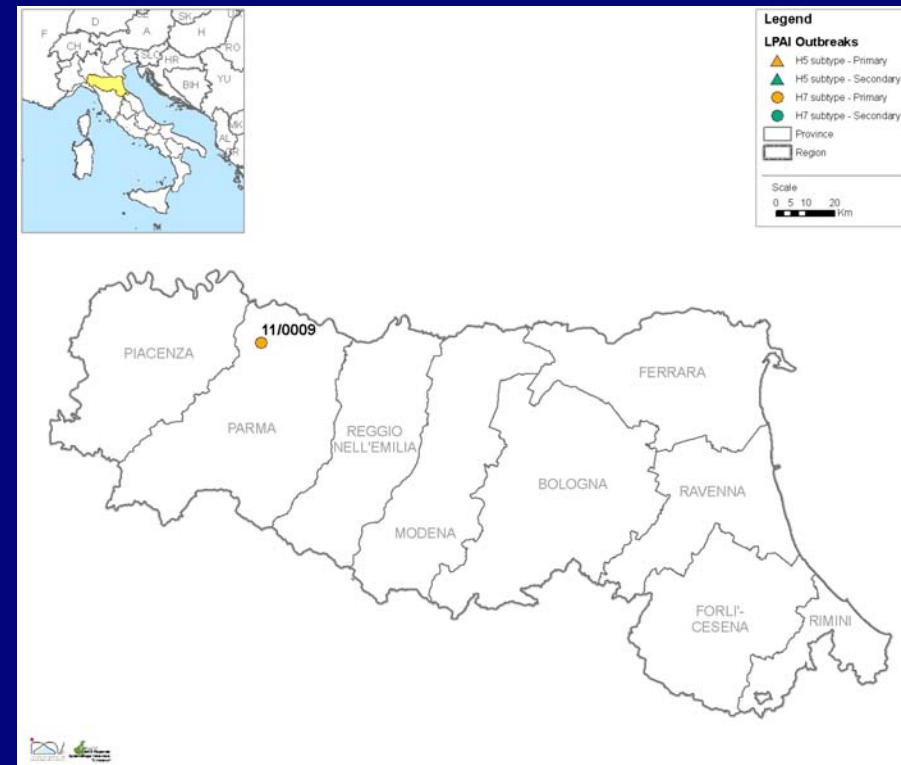 F
D
CH
A
SK
H
RO
SLO
HR
BIH
YU
MK
AL
Legend
LPAI Outbreaks
H5 subtype - Primary
H5 subtype - Secondary
H7 subtype - Primary
H7 subtype - Secondary
Province
Region
Scale
0 5 10 20
Km
11/0009
PIACENZA
PARMA
REGGIO
NELL'EMILIA
MODENA
BOLOGNA
FERRARA
RAVENNA
FORLI'-
CESENA
RIMINI